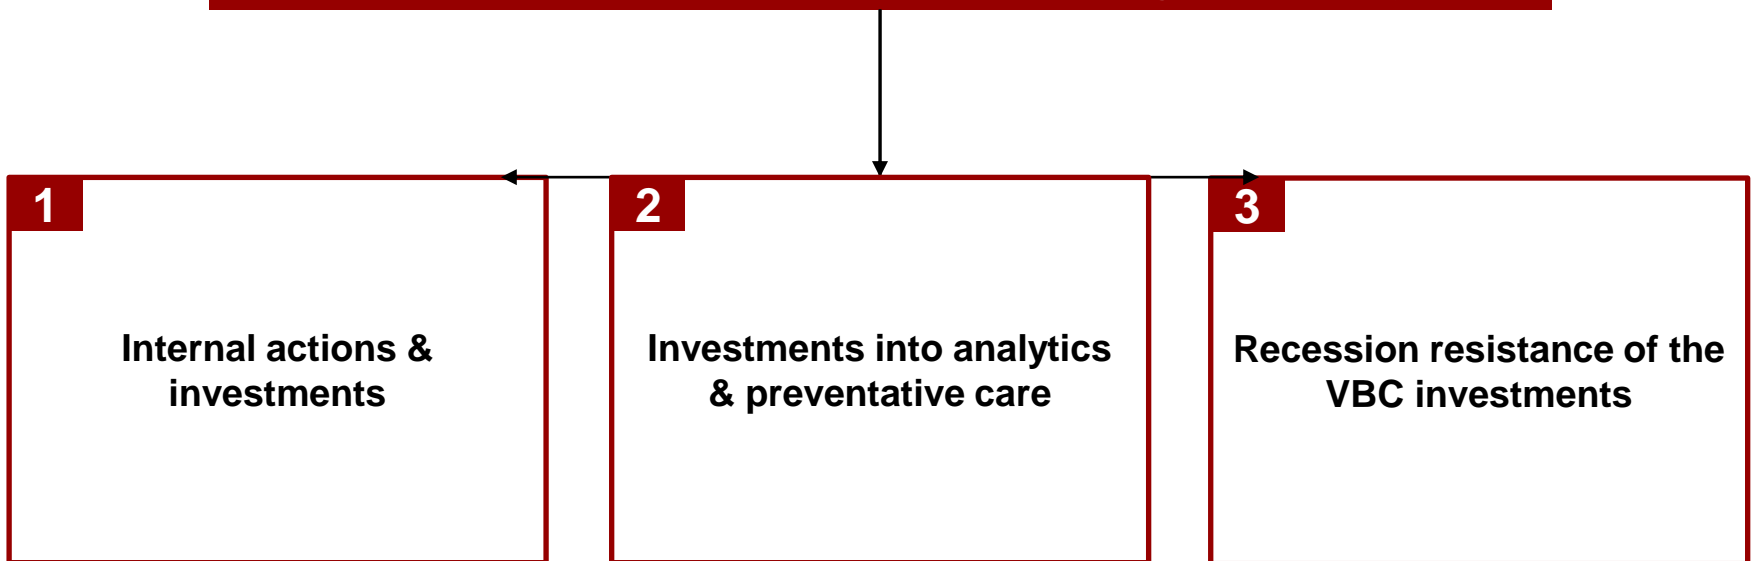 1
Internal actions &
investments
2
Investments into analytics
& preventative care
3
Recession resistance of the
VBC investments